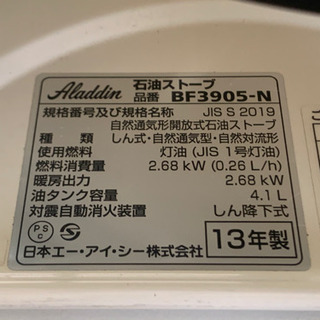 Aladdin 石油ストーブ
品番 BF3905-N
規格番号及び規格名称 JIS S 2019
自然通気形開放式石油ストーブ
種類 しん式・自然通気型・自然対流形
使用燃料 灯油 (JIS 1号灯油)
燃料消費量 2.68 kW (0.26 L/h)
暖房出力 2.68 kW
油タンク容量 4.1 L
対震自動消火装置 しん降下式
PS C 13年製
日本エー・アイ・シー株式会社